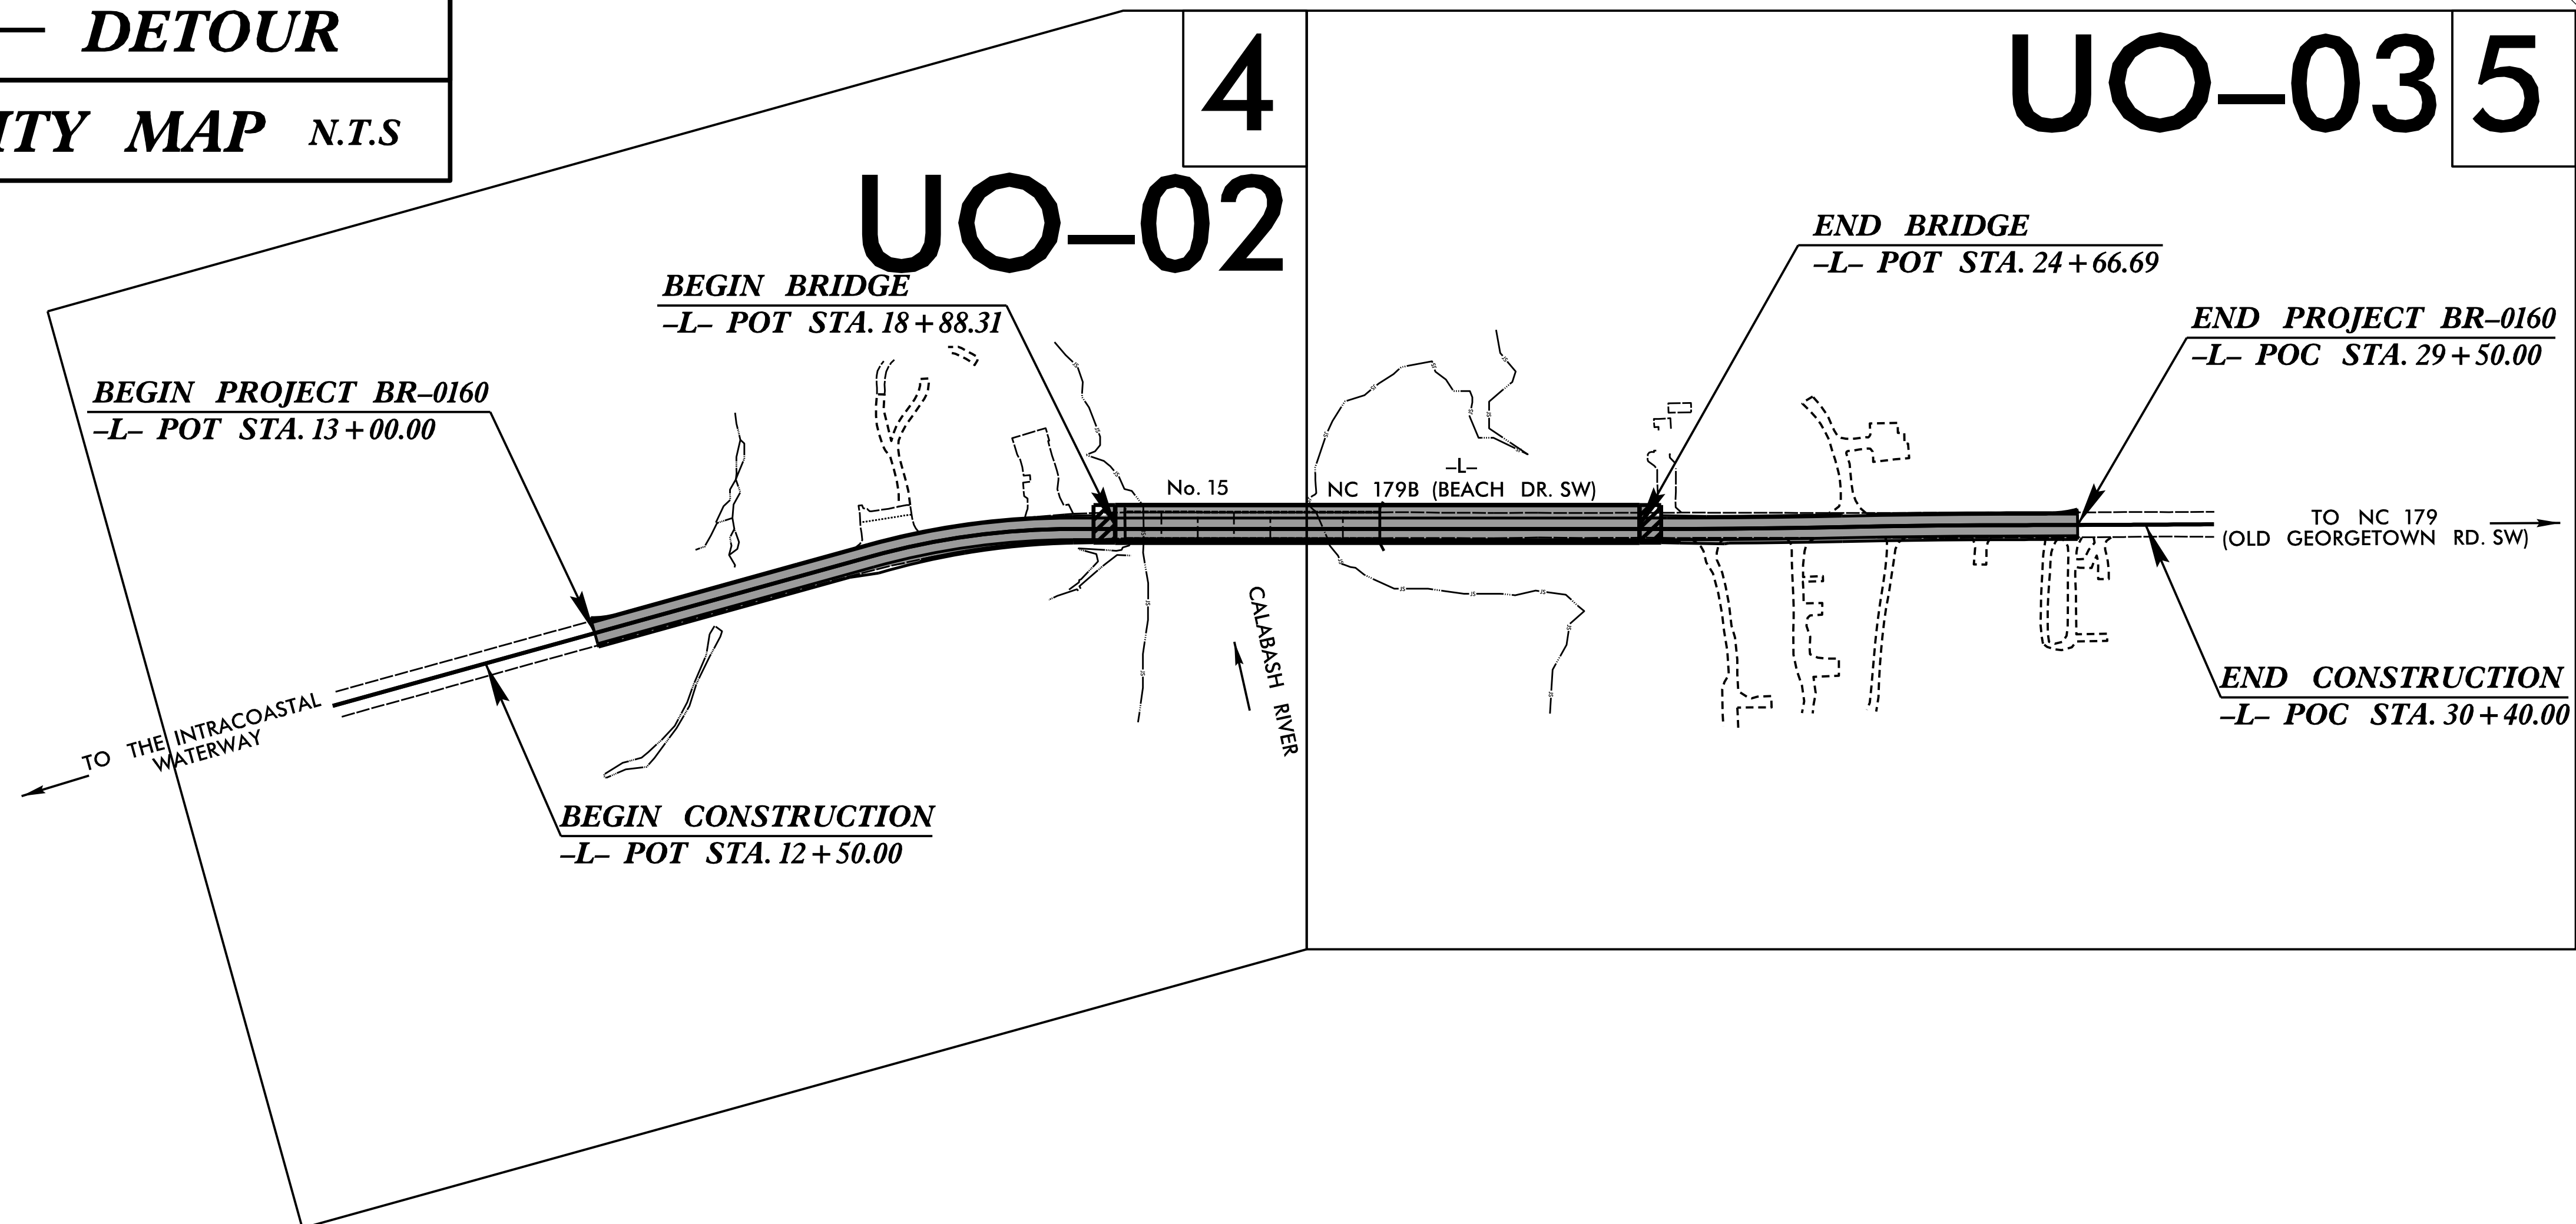 — DETOUR
ITY MAP N.T.S
4
UO–03
5
UO–02
BEGIN BRIDGE
–L– POT STA. 18+88.31
END BRIDGE
–L– POT STA. 24+66.69
END PROJECT BR–0160
–L– POC STA. 29+50.00
BEGIN PROJECT BR–0160
–L– POT STA. 13+00.00
–L–
No. 15
NC 179B (BEACH DR. SW)
TO NC 179
(OLD GEORGETOWN RD. SW)
CALABASH RIVER
END CONSTRUCTION
–L– POC STA. 30+40.00
TO THE INTRACOASTAL
WATERWAY
BEGIN CONSTRUCTION
–L– POT STA. 12+50.00